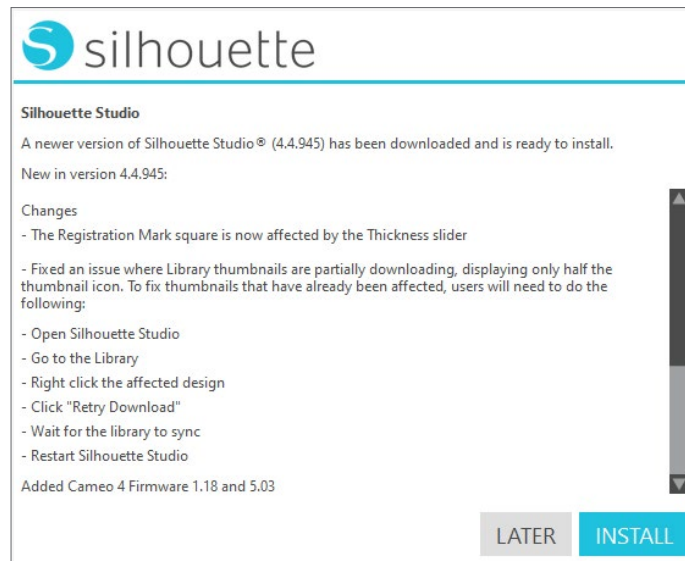 silhouette
Silhouette Studio
A newer version of Silhouette Studio® (4.4.945) has been downloaded and is ready to install.
New in version 4.4.945:
Changes
- The Registration Mark square is now affected by the Thickness slider
- Fixed an issue where Library thumbnails are partially downloading, displaying only half the
thumbnail icon. To fix thumbnails that have already been affected, users will need to do the
following:
- Open Silhouette Studio
- Go to the Library
- Right click the affected design
- Click "Retry Download"
- Wait for the library to sync
- Restart Silhouette Studio
Added Cameo 4 Firmware 1.18 and 5.03
LATER INSTALL